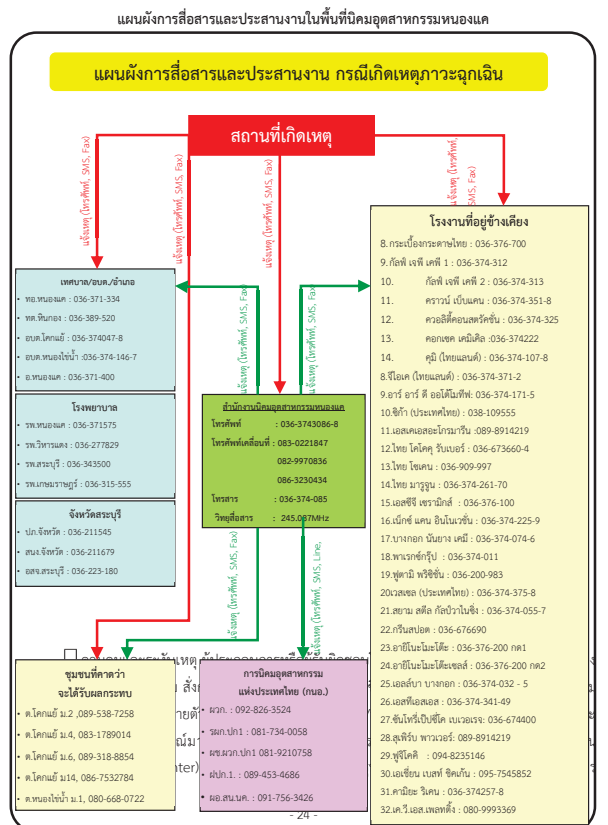 แผนผังการสื่อสารและประสานงานในพื้นที่นิคมอุตสาหกรรมหนองแค
แผนผังการสื่อสารและประสานงาน กรณีเกิดเหตุภาวะฉุกเฉิน
สถานที่เกิดเหตุ
แจ้งเหตุ (โทรศัพท์, SMS, Fax)
แจ้งเหตุ (โทรศัพท์, SMS, Fax)
แจ้งเหตุ (โทรศัพท์, SMS, Fax)
แจ้งเหตุ (โทรศัพท์, SMS, Fax)
เทศบาล/อบต./อำเภอ
• ทอ.หนองแค : 036-371-334
• ทต.หินกอง : 036-389-520
• อบต.โคกแย้ : 036-374047-8
• อบต.หนองไข่น้ำ :036-374-146-7
• อ.หนองแค : 036-371-400
โรงพยาบาล
• รพ.หนองแค : 036-371575
• รพ.วิหารแดง : 036-277829
• รพ.สระบุรี : 036-343500
• รพ.เกษมราษฎร์ : 036-315-555
จังหวัดสระบุรี
• ปภ.จังหวัด : 036-211545
• สนง.จังหวัด : 036-211679
• อสจ.สระบุรี : 036-223-180
แจ้งเหตุ (โทรศัพท์, SMS, Fax)
แจ้งเหตุ (โทรศัพท์, SMS, Fax)
สำนักงานนิคมอุตสาหกรรมหนองแค
โทรศัพท์ : 036-3743086-8
โทรศัพท์เคลื่อนที่ : 083-0221847
082-9970836
086-3230434
โทรสาร : 036-374-085
วิทยุสื่อสาร : 245.037MHz
แจ้งเหตุ (โทรศัพท์, SMS, Fax)
แจ้งเหตุ (โทรศัพท์, SMS, Line,
โรงงานที่อยู่ข้างเคียง
8.กระเบื้องกระดาษไทย : 036-376-700
9.กัลฟ์ เจพี เคพี 1 : 036-374-312
10. กัลฟ์ เจพี เคพี 2 : 036-374-313
11. คราวน์ เบ็บแคน : 036-374-351-8
12. ควอลิตี้คอนสตรัคชั่น : 036-374-325
13. คอกเซค เคมิเคิล :036-374222
14. คุมิ (ไทยแลนด์) : 036-374-107-8
8.จีโอเค (ไทยแลนด์) : 036-374-371-2
9.อาร์ อาร์ ดี ออโต้โมทีฟ: 036-374-171-5
10.ซิก้า (ประเทศไทย) : 038-109555
11.เอสเคเอสอะโกรมารีน :089-8914219
12.ไทย โคโคคุ รับเบอร์ : 036-673660-4
13.ไทย โซเคน : 036-909-997
14.ไทย มารูจูน : 036-374-261-70
15.เอสซีจี เซรามิกส์ : 036-376-100
16.เน็กซ์ แคน อินโนเวชั่น : 036-374-225-9
17.บางกอก นันยาง เคมี : 036-374-074-6
18.พาเรกซ์กรุ๊ป : 036-374-011
19.ฟูตามิ พรีซิชั่น : 036-200-983
20เวสเซล (ประเทศไทย) : 036-374-375-8
21.สยาม สตีล กัลป์วาไนซิ่ง : 036-374-055-7
22.กรีนสปอต : 036-676690
23.อายิโนะโมะโต๊ะ : 036-376-200 กด1
24.อายิโนะโมะโต๊ะเซลส์ : 036-376-200 กด2
25.เอลล์บา บางกอก : 036-374-032 - 5
26.เอสทีเอสเอส : 036-374-341-49
27.ซันโทรี่เป๊ปซี่โค เบเวอเรจ: 036-674400
28.สุเพิร์บ พาวเวอร์: 089-8914219
29.ฟูจิโคคิ : 094-8235146
30.อเชี่ยน เบสท์ ชิคเก้น : 095-7545852
31.คามิยะ ริเคน : 036-374257-8
32.เค.วี.เอส.เพลทติ้ง : 080-9993369
ชุมชนที่คาดว่า
จะได้รับผลกระทบ
• ต.โคกแย้ ม.2 ,089-538-7258
• ต.โคกแย้ ม.4, 083-1789014
• ต.โคกแย้ ม.6, 089-318-8854
• ต.โคกแย้ ม14, 086-7532784
• ต.หนองไข่น้ำ ม.1, 080-668-0722
การนิคมอุตสาหกรรม
แห่งประเทศไทย (กนอ.)
• ผวก. : 092-826-3524
• รผก.ปก1 : 081-734-0058
• ผช.ผวก.ปก1 081-9210758
• ฝปก.1. : 089-453-4686
• ผอ.สน.นค. : 091-756-3426
nter)
- 24 -